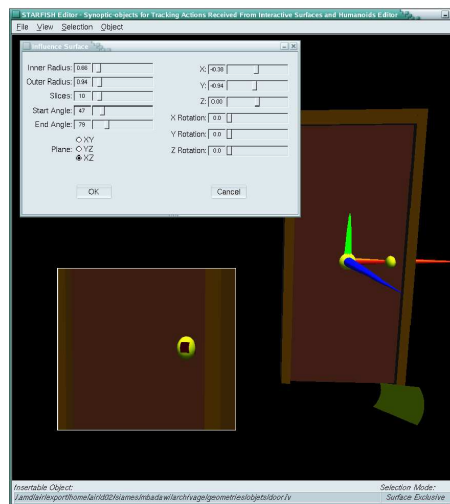 STARFISH Editor - Synoptic-objects for Tracking Actions Received From Interactive Surfaces and Humanoids EDITOR
File View Selection Object
Influence Surface
Inner Radius: 0.66
Outer Radius: 0.94
Slices: 10
Start Angle: 47
End Angle: 79
Plane:
XY
YZ
XZ
X: -0.38
Y: -0.94
Z: 0.00
X Rotation: 0.0
Y Rotation: 0.0
Z Rotation: 0.0
OK Cancel
Insertable Object: Selection Mode:
Surface Exclusive